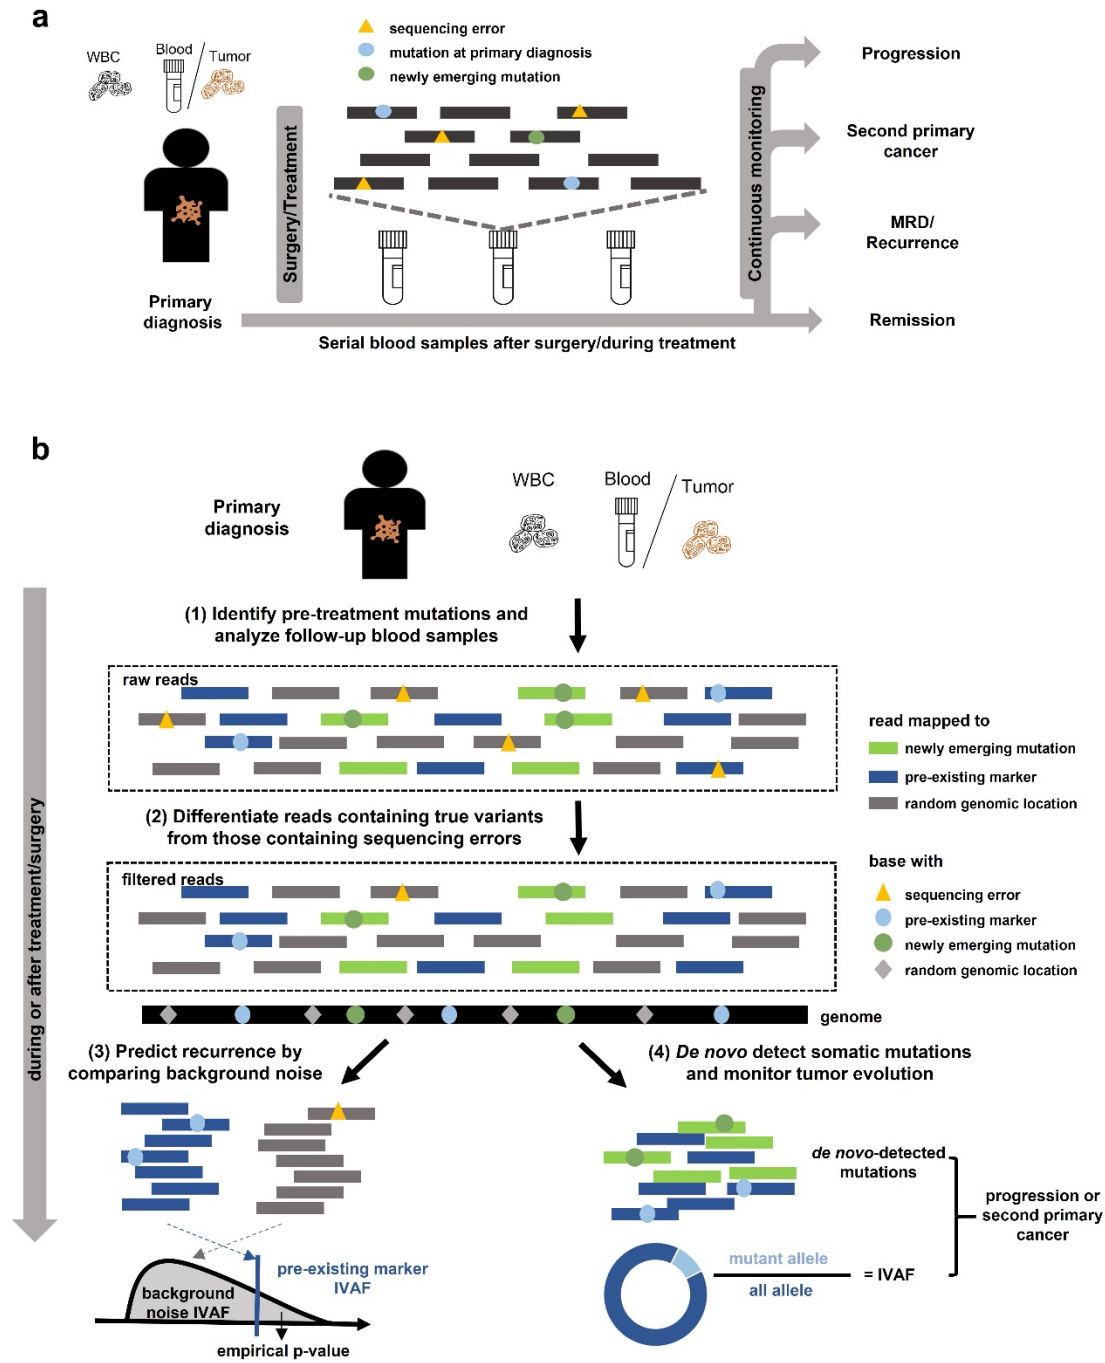 a
sequencing error
mutation at primary diagnosis
newly emerging mutation
WBC
Blood
Tumor
Surgery/Treatment
Continuous monitoring
Progression
Second primary
cancer
MRD/
Recurrence
Remission
Primary
diagnosis
Serial blood samples after surgery/during treatment
b
Primary
diagnosis
WBC
Blood
Tumor
during or after treatment/surgery
(1) Identify pre-treatment mutations and
analyze follow-up blood samples
raw reads
read mapped to
newly emerging mutation
pre-existing marker
random genomic location
(2) Differentiate reads containing true variants
from those containing sequencing errors
filtered reads
base with
sequencing error
pre-existing marker
newly emerging mutation
random genomic location
genome
(3) Predict recurrence by
comparing background noise
(4) De novo detect somatic mutations
and monitor tumor evolution
de novo-detected
mutations
progression or
second primary
cancer
mutant allele
all allele
= IVAF
pre-existing marker
IVAF
background
noise IVAF
empirical p-value